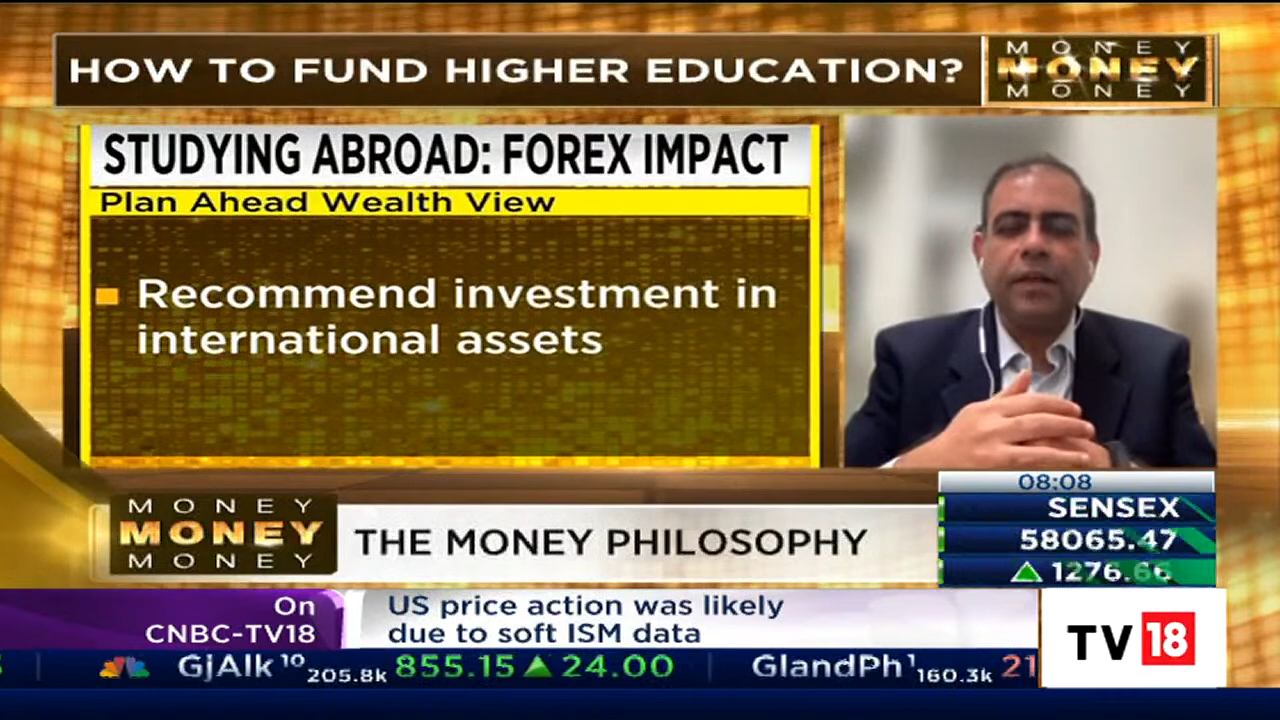 HOW TO FUND HIGHER EDUCATION?
MONEY
MONEY
MONEY
STUDYING ABROAD: FOREX IMPACT
Plan Ahead Wealth View
Recommend investment in
international assets
MONEY
MONEY
MONEY
THE MONEY PHILOSOPHY
08:08
SENSEX
58065.47
1276.66
On
CNBC-TV18
US price action was likely
due to soft ISM data
TV18
GjAlk 10 205.8k 855.15 24.00 GlandPh 1 160.3k 21